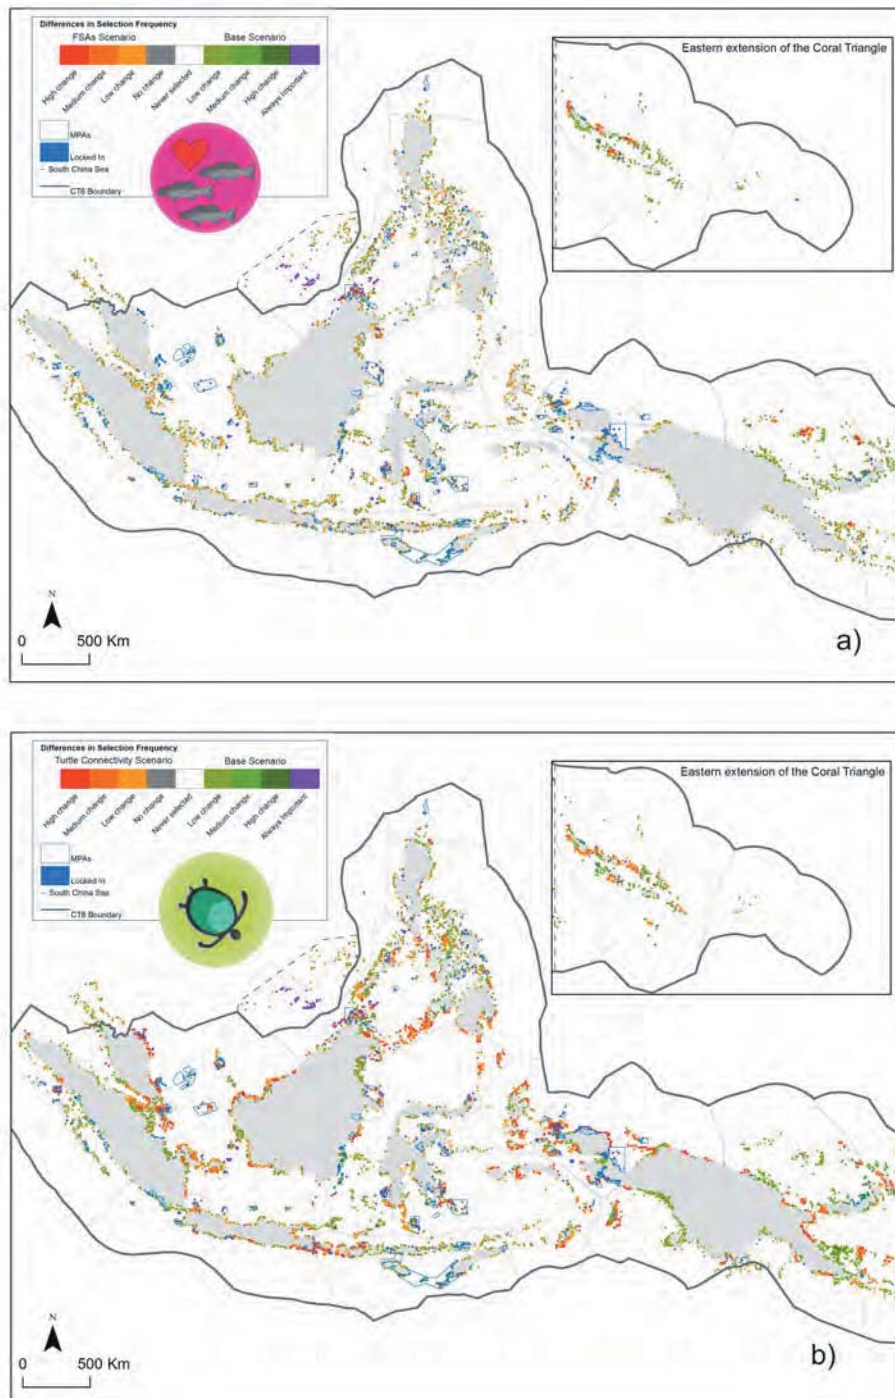 Differences in Selection Frequency
FSAs Scenario Base Scenario
High change
Medium change
Low change
No change
Never selected
Low change
Medium change
High change
Always Important
MPAs
Locked In
South China Sea
CTB Boundary
Eastern extension of the Coral Triangle
N
0 500 Km
a)
Differences in Selection Frequency
Turtle Connectivity Scenario Base Scenario
High change
Medium change
Low change
No change
Never selected
Low change
Medium change
High change
Always Important
MPAs
Locked In
South China Sea
CTB Boundary
Eastern extension of the Coral Triangle
N
0 500 Km
b)